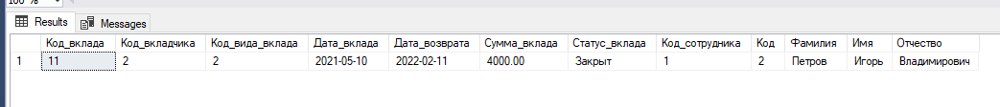 100 %
Results Messages
Код_вклада Код_вкладчика Код_вида_вклада Дата_вклада Дата_возврата Сумма_вклада Статус_вклада Код_сотрудника Код Фамилия Имя Отчество
1 11 2 2 2021-05-10 2022-02-11 4000.00 Закрыт 1 2 Петров Игорь Владимирович